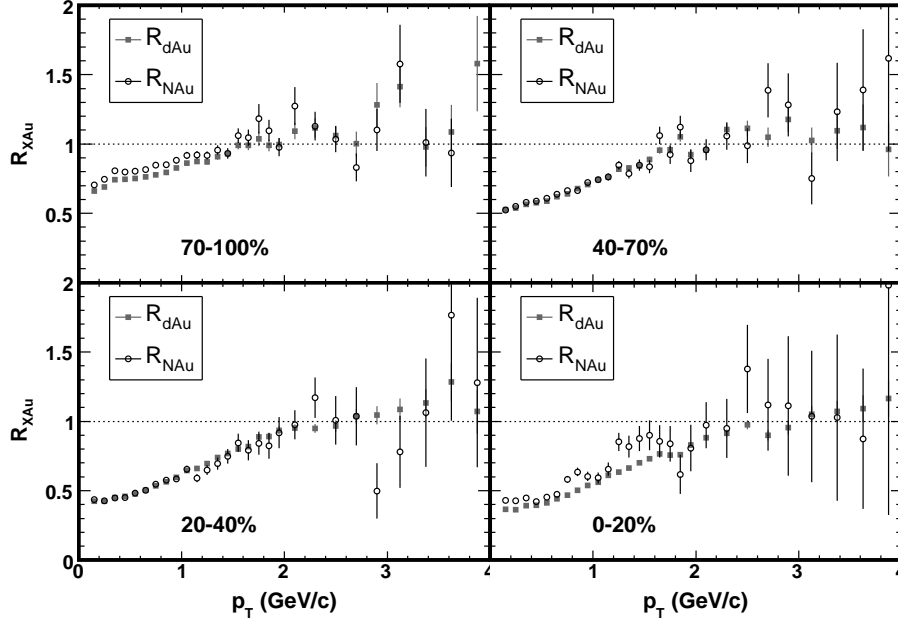 2
R_dAu
R_NAu
1.5
1
0.5
70-100%
R_XAu
R_dAu
R_NAu
40-70%
2
R_dAu
R_NAu
1.5
1
0.5
0
20-40%
R_XAu
0 1 2 3 4
p_T (GeV/c)
R_dAu
R_NAu
0-20%
1 2 3 4
p_T (GeV/c)